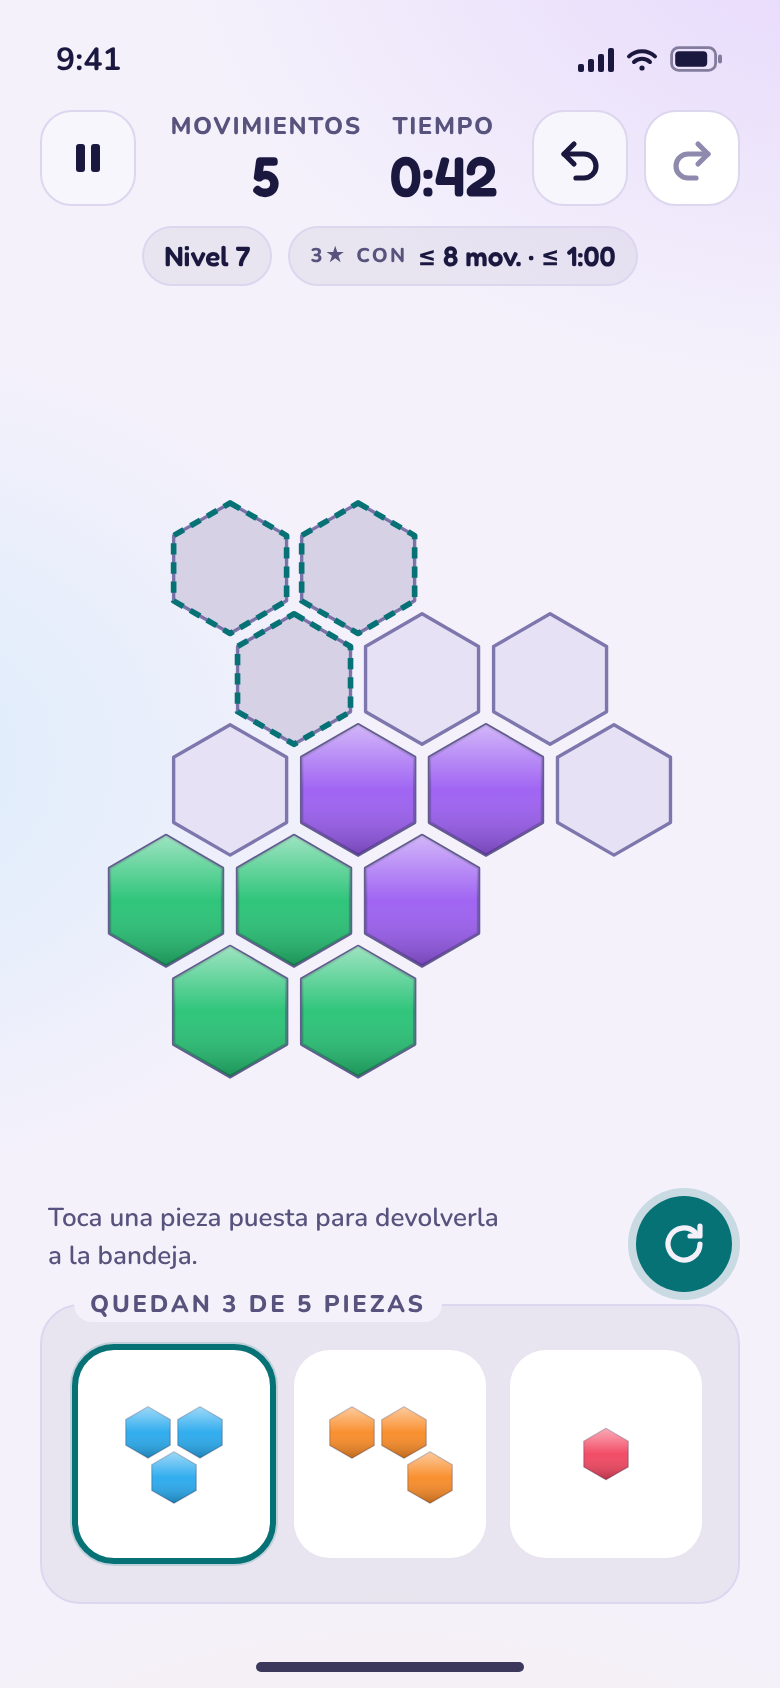 9:41
MOVIMIENTOS
5
TIEMPO
0:42
Nivel 7
3★ CON ≤ 8 mov. · ≤ 1:00
Toca una pieza puesta para devolverla
a la bandeja.
QUEDAN 3 DE 5 PIEZAS